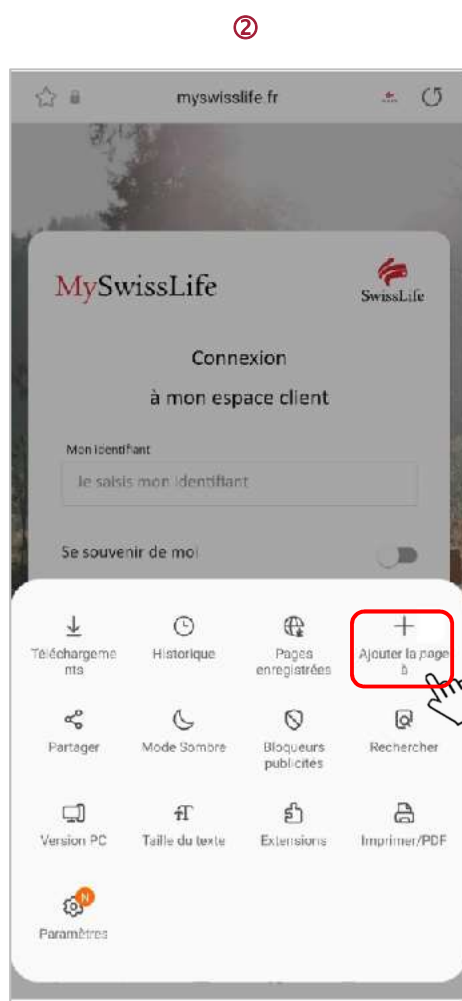 ②
myswisslife.fr
MySwissLife
SwissLife
Connexion
à mon espace client
Mon identifiant
Je saisis mon identifiant
Se souvenir de moi
Téléchargeme
nts
Historique
Pages
enregistrées
Ajouter la page
à
Partager
Mode Sombre
Bloqueurs
publicités
Rechercher
Version PC
Taille du texte
Extensions
Imprimer/PDF
N
Paramètres